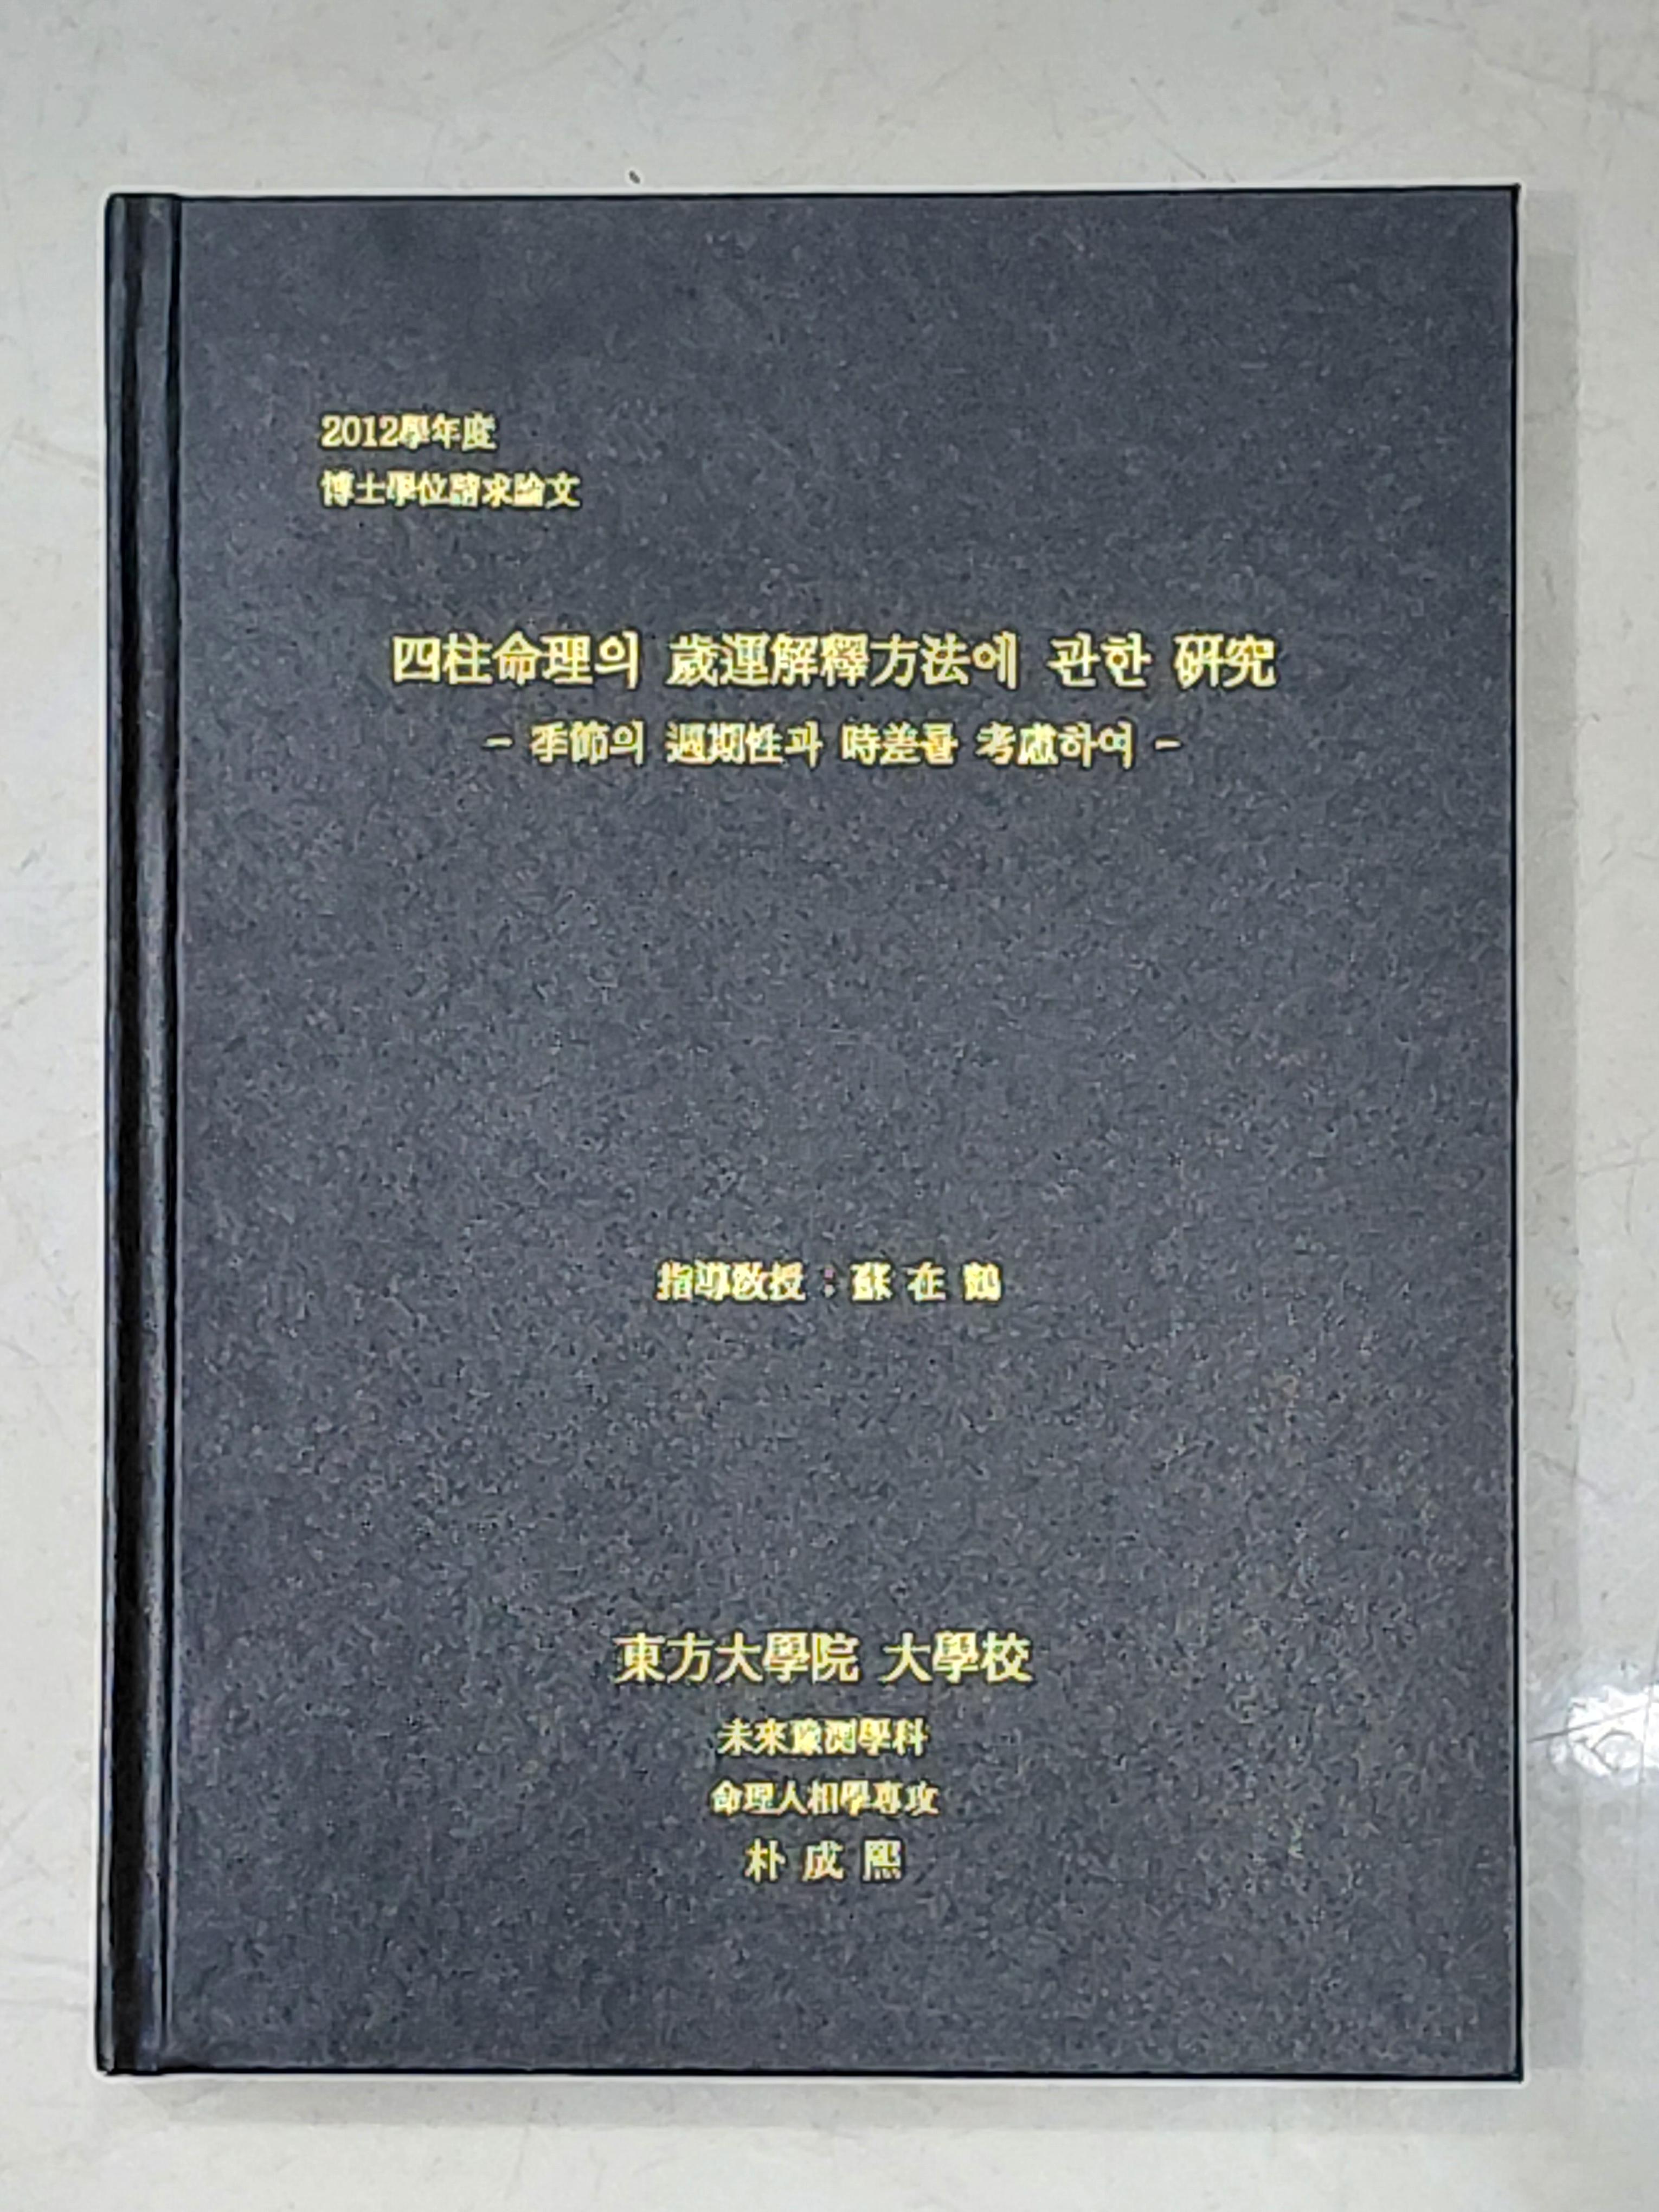 2012學年度
博士學位請求論文
四柱命理의 歲運解釋方法에 관한 硏究
- 季節의 週期性과 時差를 考慮하여 -
指導敎授 : 蘇 在 鶴
東方大學院 大學校
未來豫測學科
命理人相學專攻
朴 成 熙